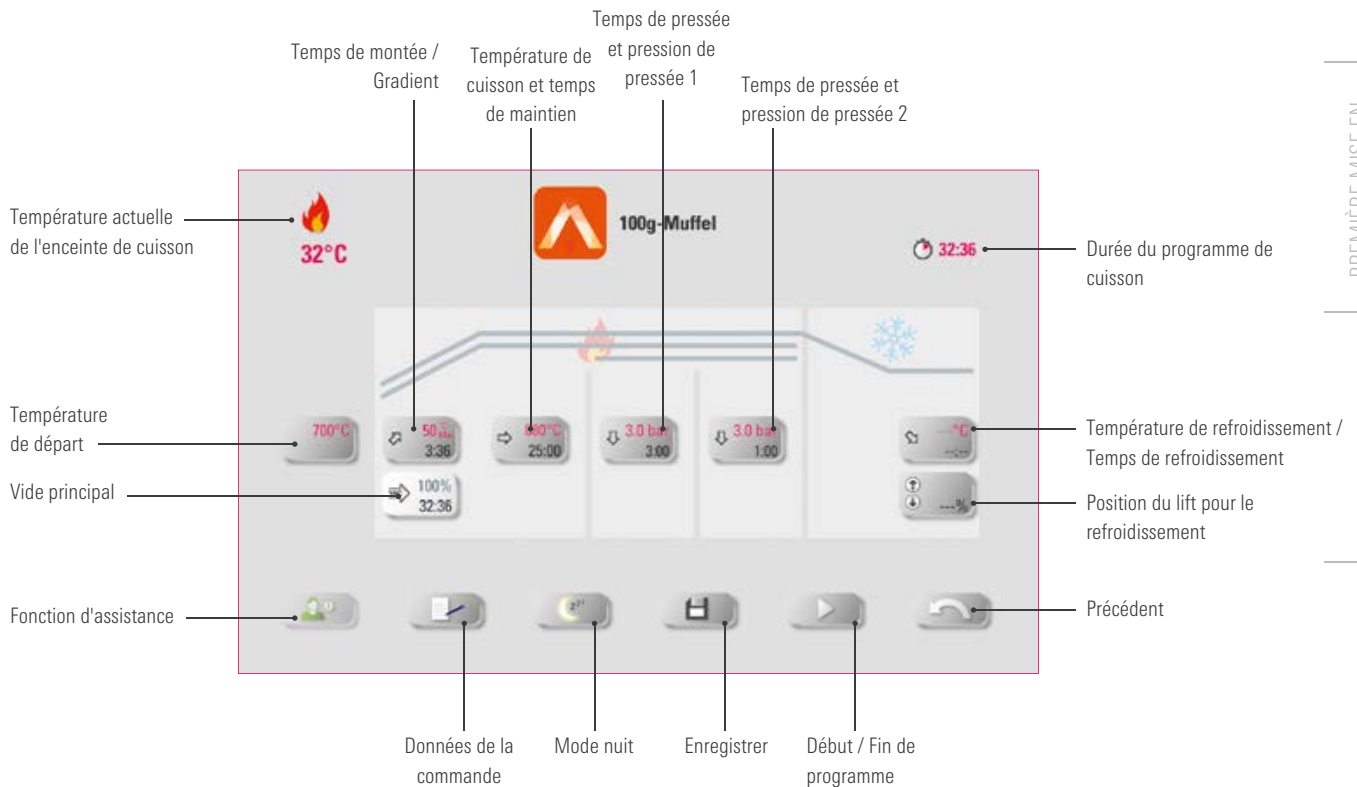 Temps de pressée
et pression de
pressée 1
Temps de montée /
Gradient
Température de
cuisson et temps
de maintien
Temps de pressée et
pression de pressée 2
PREMIÈRE MISE EN
Température actuelle
de l'enceinte de cuisson
32°C
100g-Muffel
32:36
Durée du programme de
cuisson
Température
de départ
700°C
50
3:36
25:00
3.0 bar
3:00
3.0 bar
1:00
---°C
--:--
Température de refroidissement /
Temps de refroidissement
Vide principal
100%
32:36
---%
Position du lift pour le
refroidissement
Fonction d'assistance
Précédent
Données de la
commande
Mode nuit
Enregistrer
Début / Fin de
programme